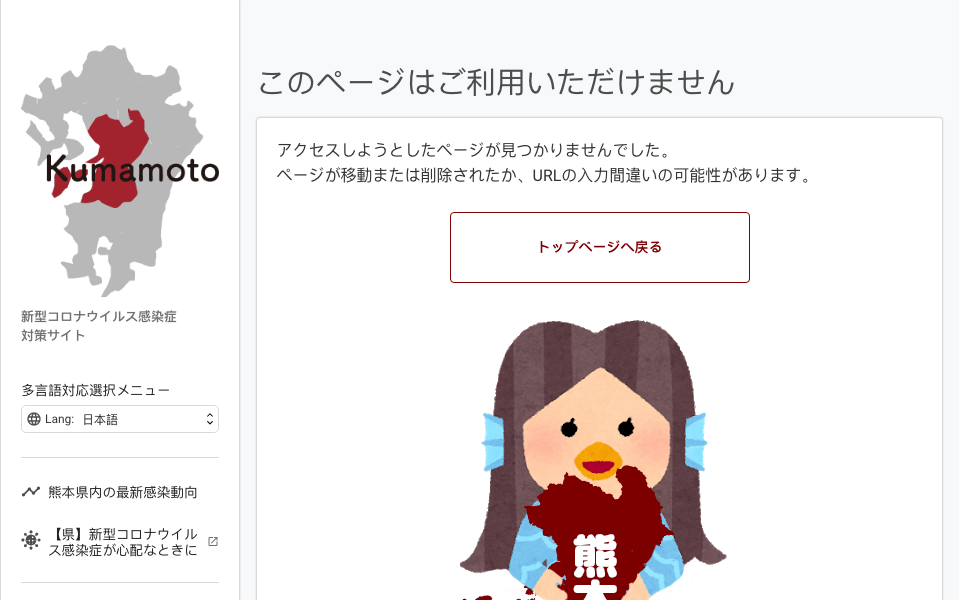 Kumamoto
新型コロナウイルス感染症
対策サイト
多言語対応選択メニュー
Lang: 日本語
熊本県内の最新感染動向
【県】新型コロナウイル
ス感染症が心配なときに
このページはご利用いただけません
アクセスしようとしたページが見つかりませんでした。
ページが移動または削除されたか、URLの入力間違いの可能性があります。
トップページへ戻る
熊